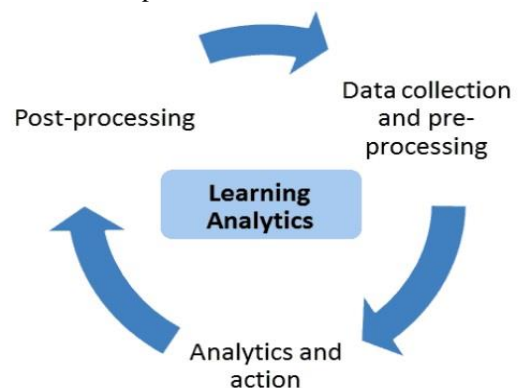 Post-processing
Data collection
and pre-
processing
Learning
Analytics
Analytics and
action